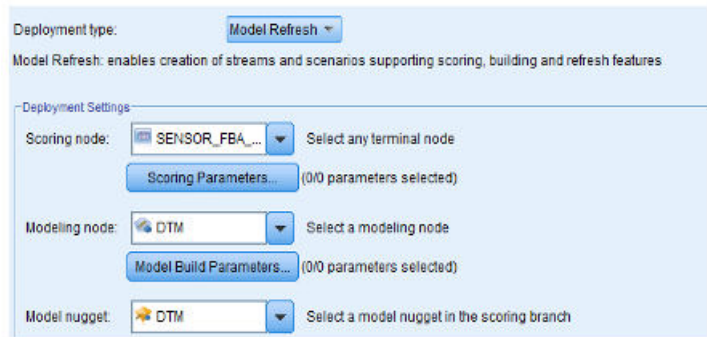 Deployment type: Model Refresh
Model Refresh: enables creation of streams and scenarios supporting scoring, building and refresh features
Deployment Settings
Scoring node: SENSOR_FBA_... Select any terminal node
Scoring Parameters... (0/0 parameters selected)
Modeling node: DTM Select a modeling node
Model Build Parameters... (0/0 parameters selected)
Model nugget: DTM Select a model nugget in the scoring branch